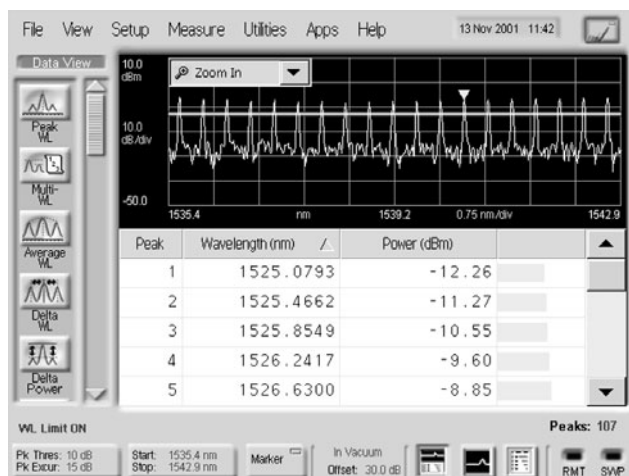 File View Setup Measure Utilities Apps Help 13 Nov 2001 11:42
Data View
Peak WL
Multi-WL
Average WL
Delta WL
Delta Power
10.0 dBm
Zoom In
10.0 dB/div
-50.0
1535.4 nm 1539.2 0.75 nm/div 1542.9
Peak Wavelength (nm) Power (dBm)
1 1525.0793 -12.26
2 1525.4662 -11.27
3 1525.8549 -10.55
4 1526.2417 -9.60
5 1526.6300 -8.85
WL Limit ON Peaks: 107
Pk Thres: 10 dB Start: 1535.4 nm Marker In Vacuum
Pk Excur: 15 dB Stop: 1542.9 nm Offset: 30.0 dB RMT SWP